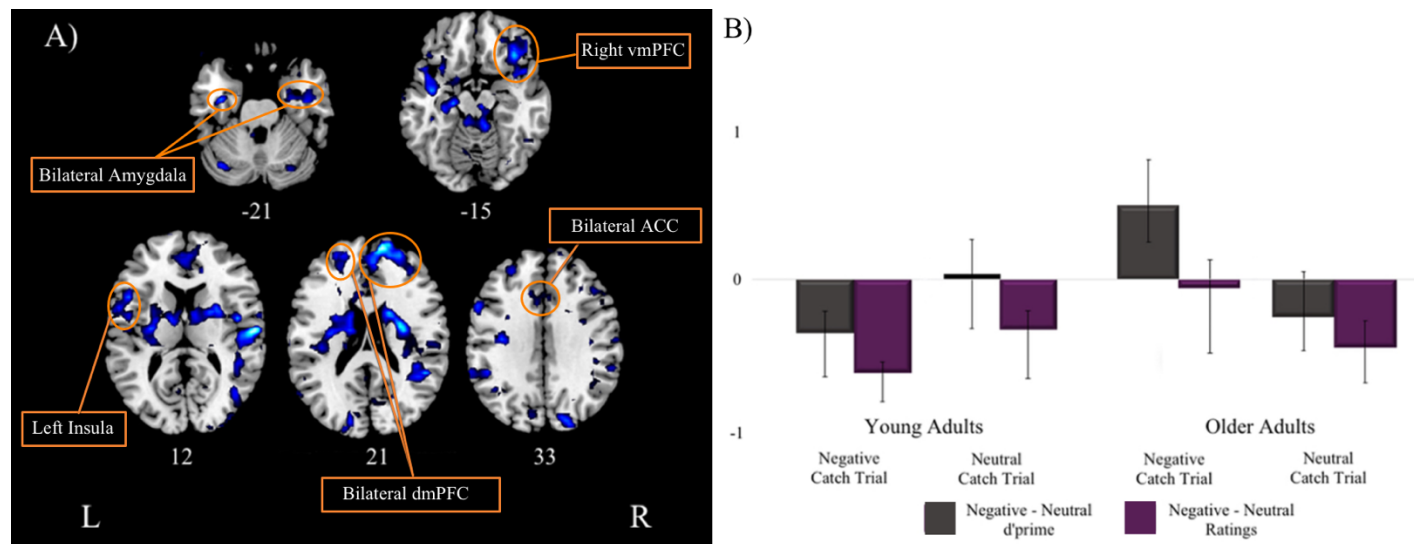 A)
Right vmPFC
Bilateral Amygdala
-21
-15
Bilateral ACC
Left Insula
12
21
33
Bilateral dmPFC
L
R
B)
1
0
-1
Young Adults
Older Adults
Negative
Catch Trial
Neutral
Catch Trial
Negative
Catch Trial
Neutral
Catch Trial
Negative - Neutral
d'prime
Negative - Neutral
Ratings